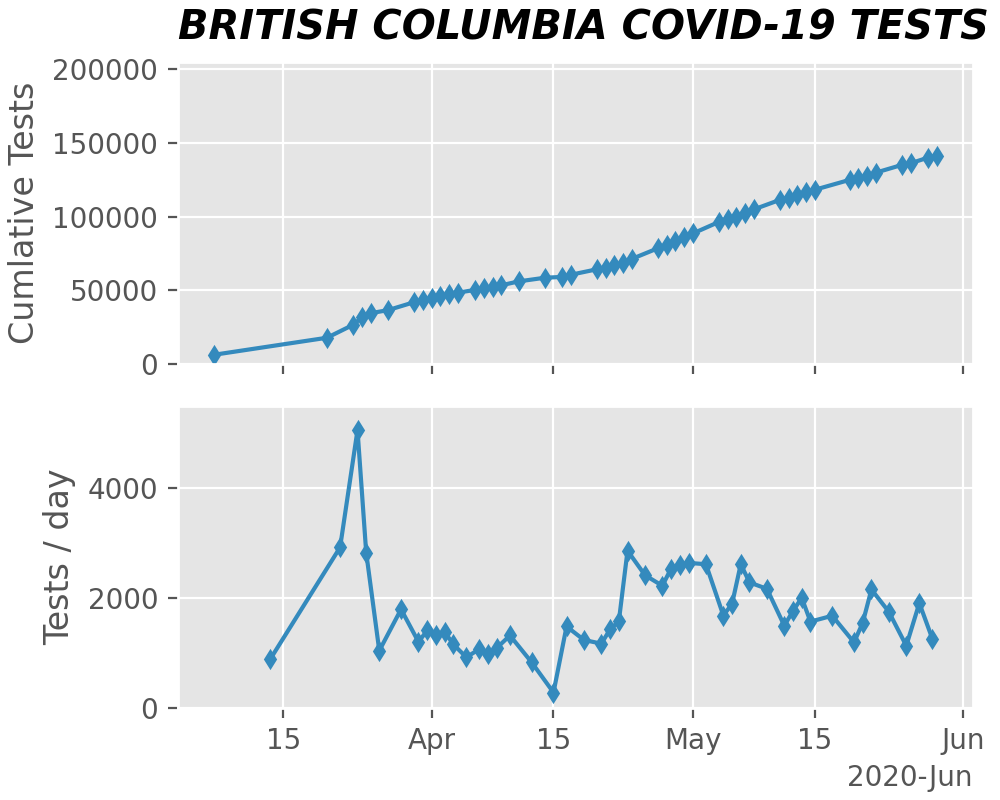 BRITISH COLUMBIA COVID-19 TESTS
200000
150000
100000
50000
0
Cumlative Tests
4000
2000
0
Tests / day
15 Apr 15 May 15 Jun
2020-Jun